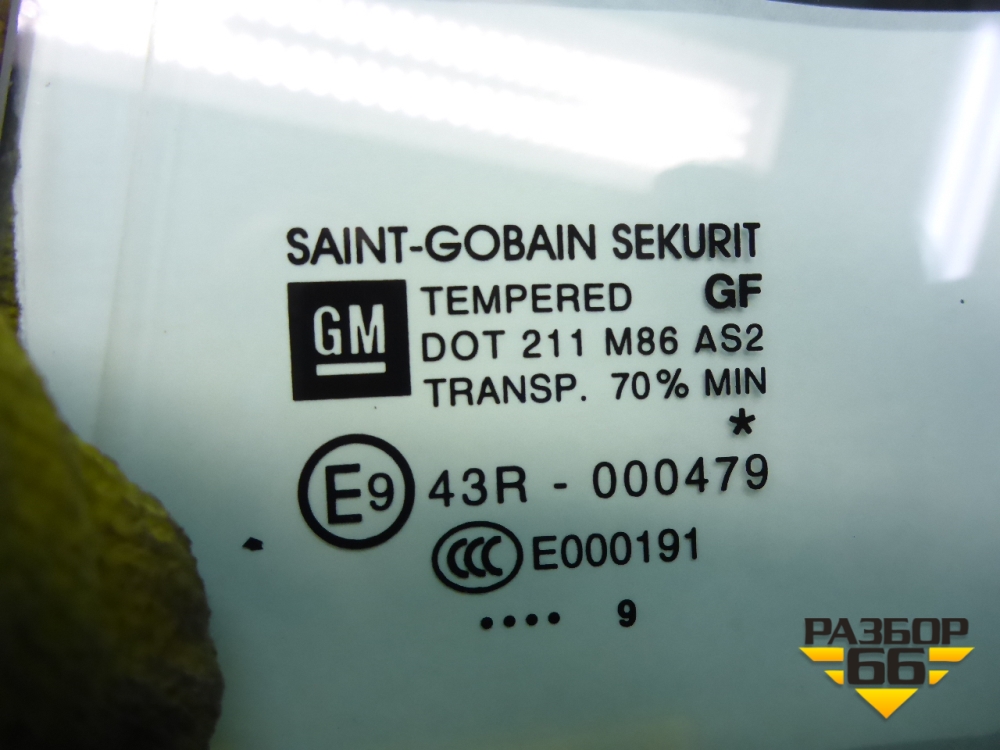 SAINT-GOBAIN SEKURIT
GM TEMPERED GF
DOT 211 M86 AS2
TRANSP. 70% MIN
*
E9 43R - 000479
CCC E000191
.... 9
РАЗБОР
66